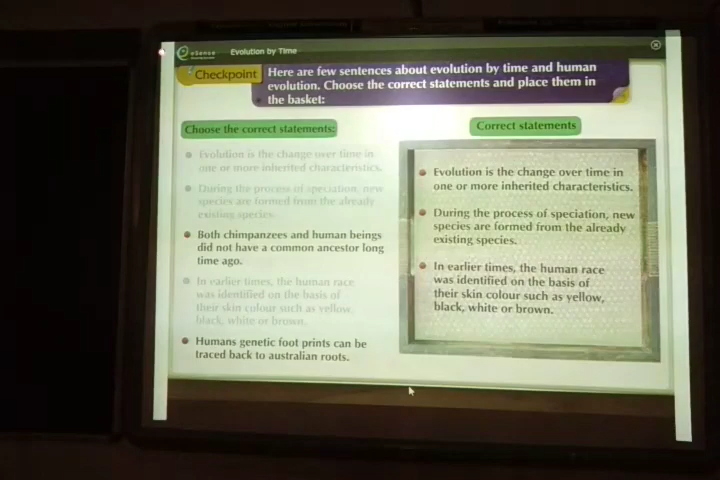 esense
Evolution by Time
Checkpoint
Here are few sentences about evolution by time and human
evolution. Choose the correct statements and place them in
the basket:
Choose the correct statements:
Evolution is the change over time in
one or more inherited characteristics.
During the process of speciation, new
species are formed from the already
existing species.
Both chimpanzees and human beings
did not have a common ancestor long
time ago.
In earlier times, the human race
was identified on the basis of
their skin colour such as yellow,
black, white or brown.
Humans genetic foot prints can be
traced back to australian roots.
Correct statements
Evolution is the change over time in
one or more inherited characteristics.
During the process of speciation, new
species are formed from the already
existing species.
In earlier times, the human race
was identified on the basis of
their skin colour such as yellow,
black, white or brown.